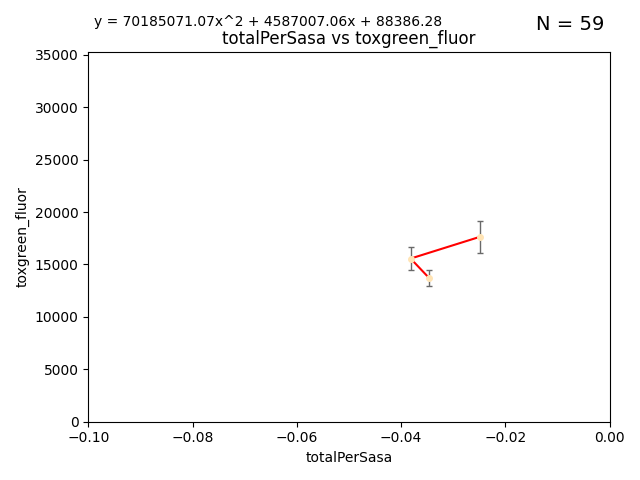 y = 70185071.07x^2 + 4587007.06x + 88386.28
N = 59
totalPerSasa vs toxgreen_fluor
35000
30000
25000
20000
15000
10000
5000
0
toxgreen_fluor
−0.10
−0.08
−0.06
−0.04
−0.02
0.00
totalPerSasa